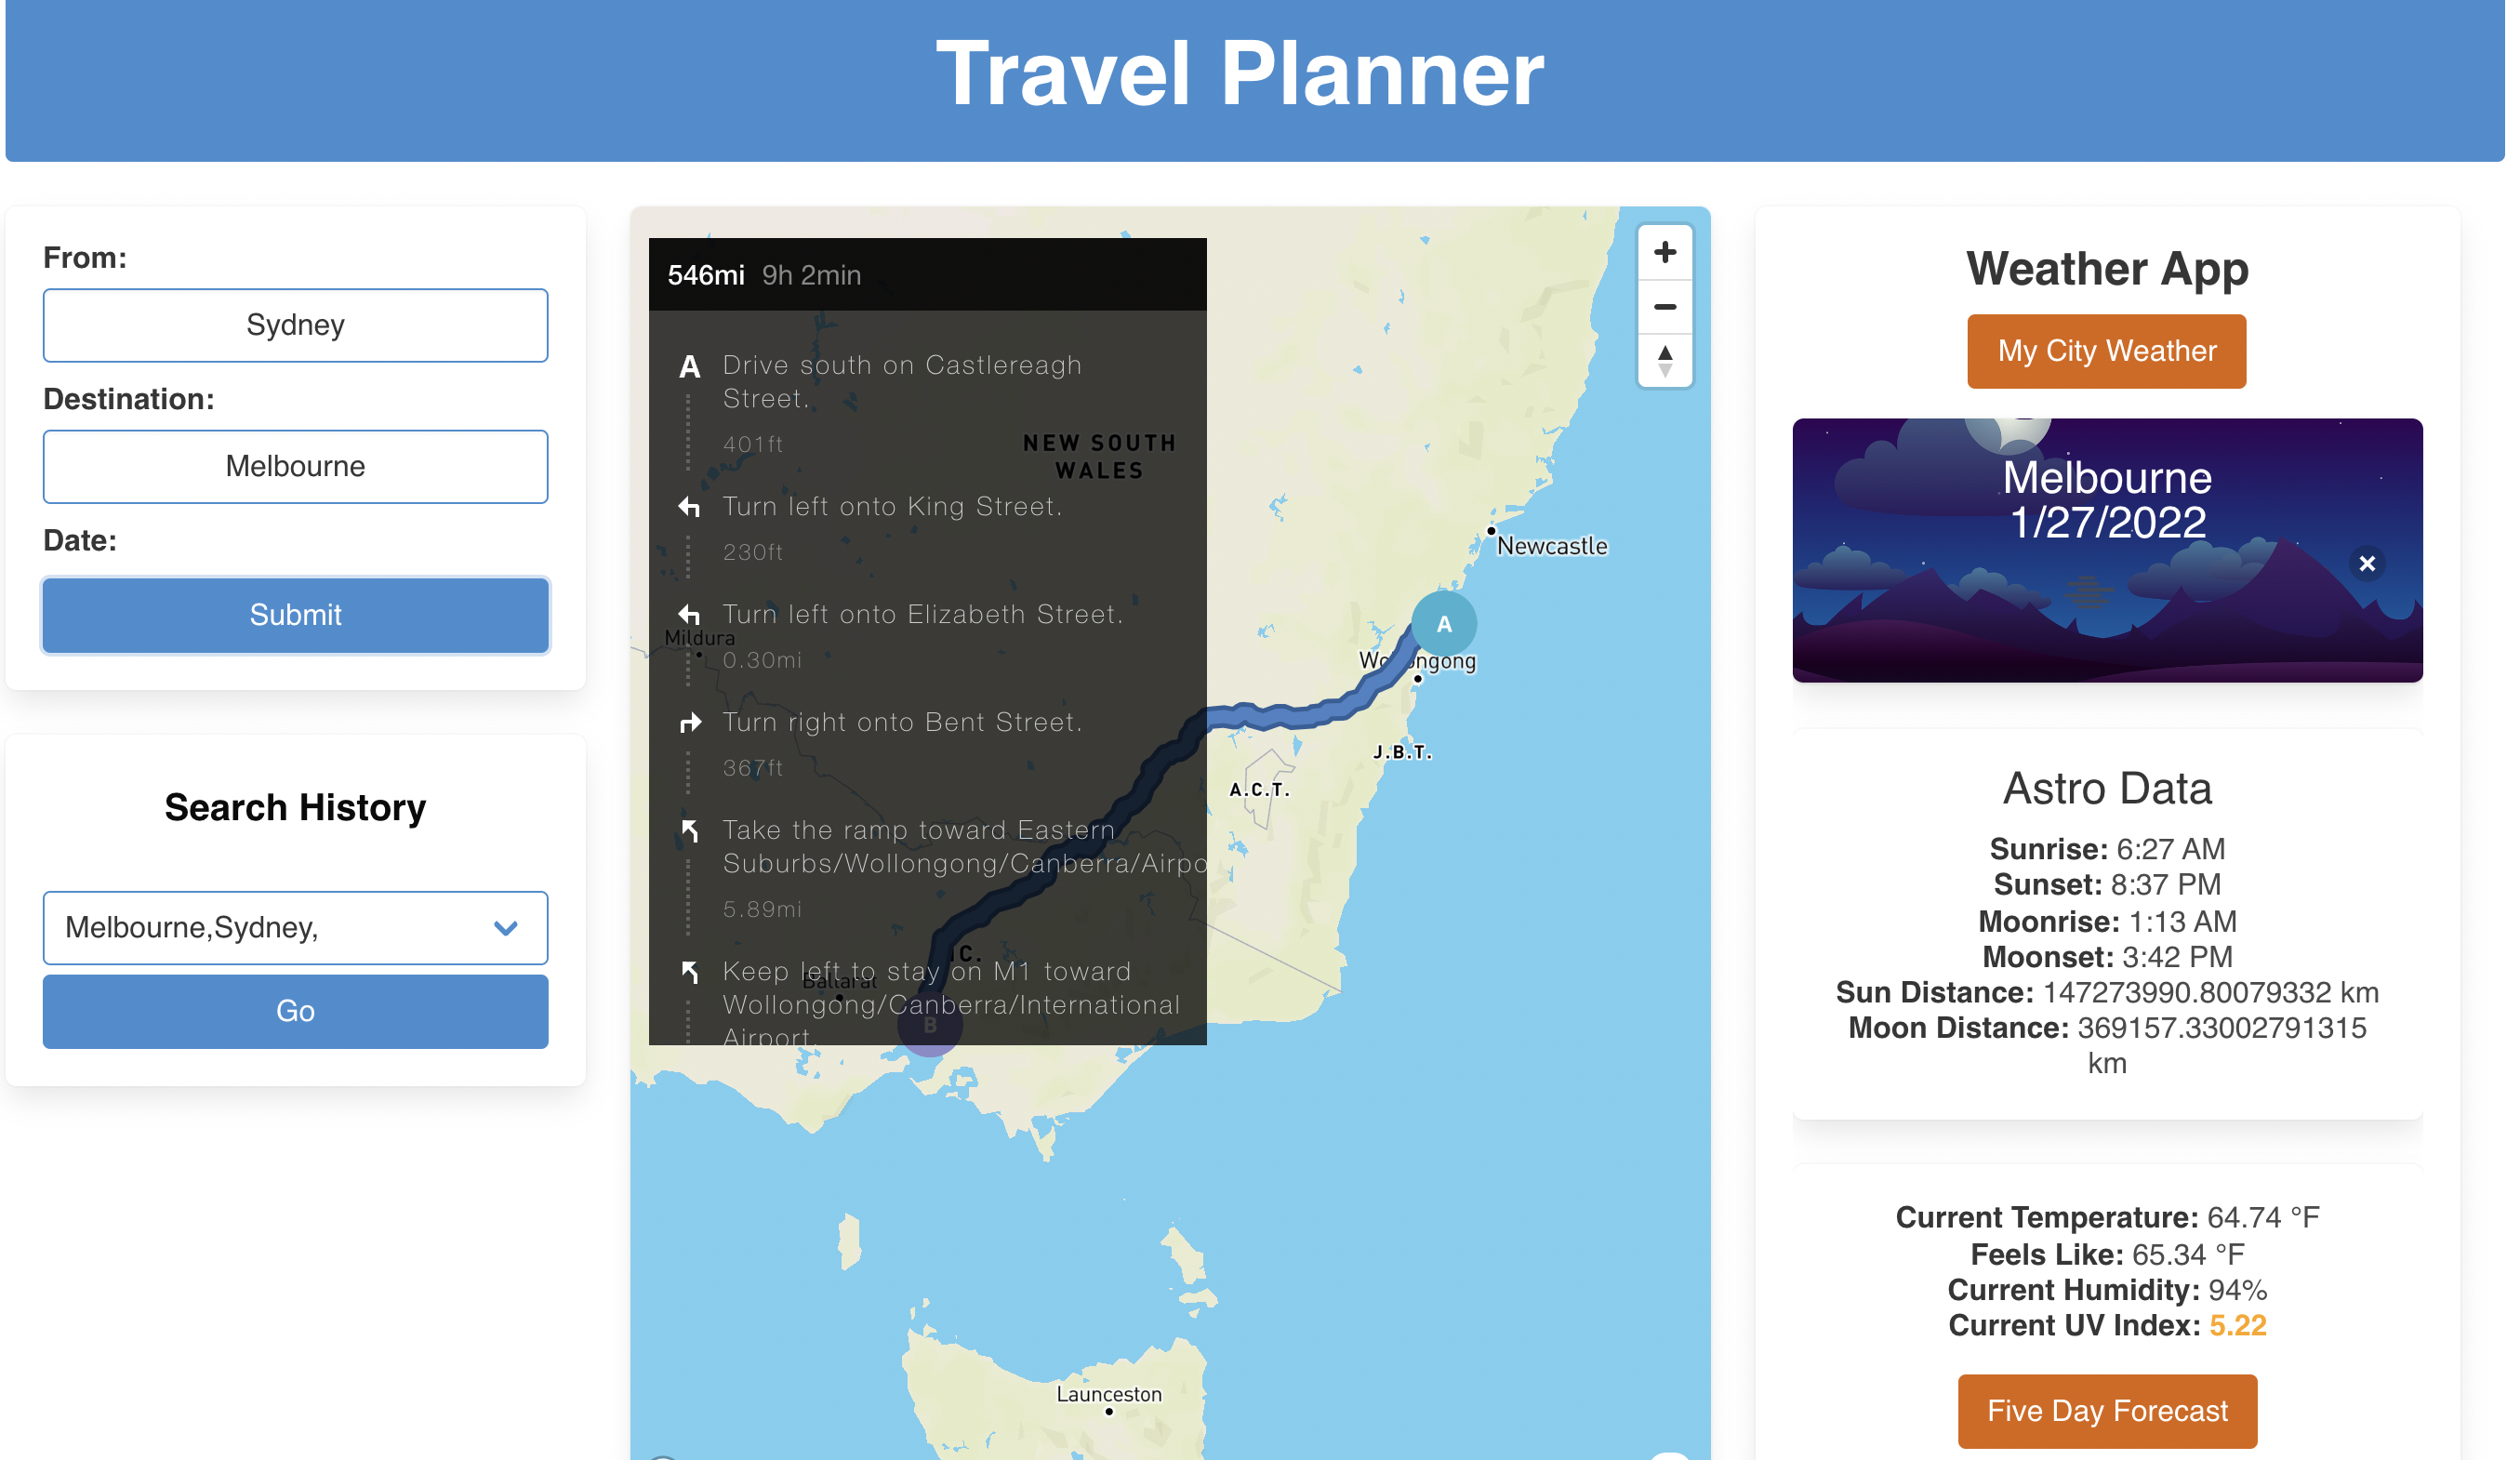 Travel Planner
From:
Sydney
Destination:
Melbourne
Date:
Submit
Search History
Melbourne,Sydney,
Go
546mi 9h 2min
A Drive south on Castlereagh
Street.
401ft
Turn left onto King Street.
230ft
Turn left onto Elizabeth Street.
0.30mi
Turn right onto Bent Street.
367ft
Take the ramp toward Eastern
Suburbs/Wollongong/Canberra/Airpo
5.89mi
Keep left to stay on M1 toward
Wollongong/Canberra/International
Airport.
NEW SOUTH
WALES
Newcastle
Mildura
A
J.B.T.
A.C.T.
Ballarat
B
Launceston
Weather App
My City Weather
Melbourne
1/27/2022
Astro Data
Sunrise: 6:27 AM
Sunset: 8:37 PM
Moonrise: 1:13 AM
Moonset: 3:42 PM
Sun Distance: 147273990.80079332 km
Moon Distance: 369157.33002791315
km
Current Temperature: 64.74 °F
Feels Like: 65.34 °F
Current Humidity: 94%
Current UV Index: 5.22
Five Day Forecast